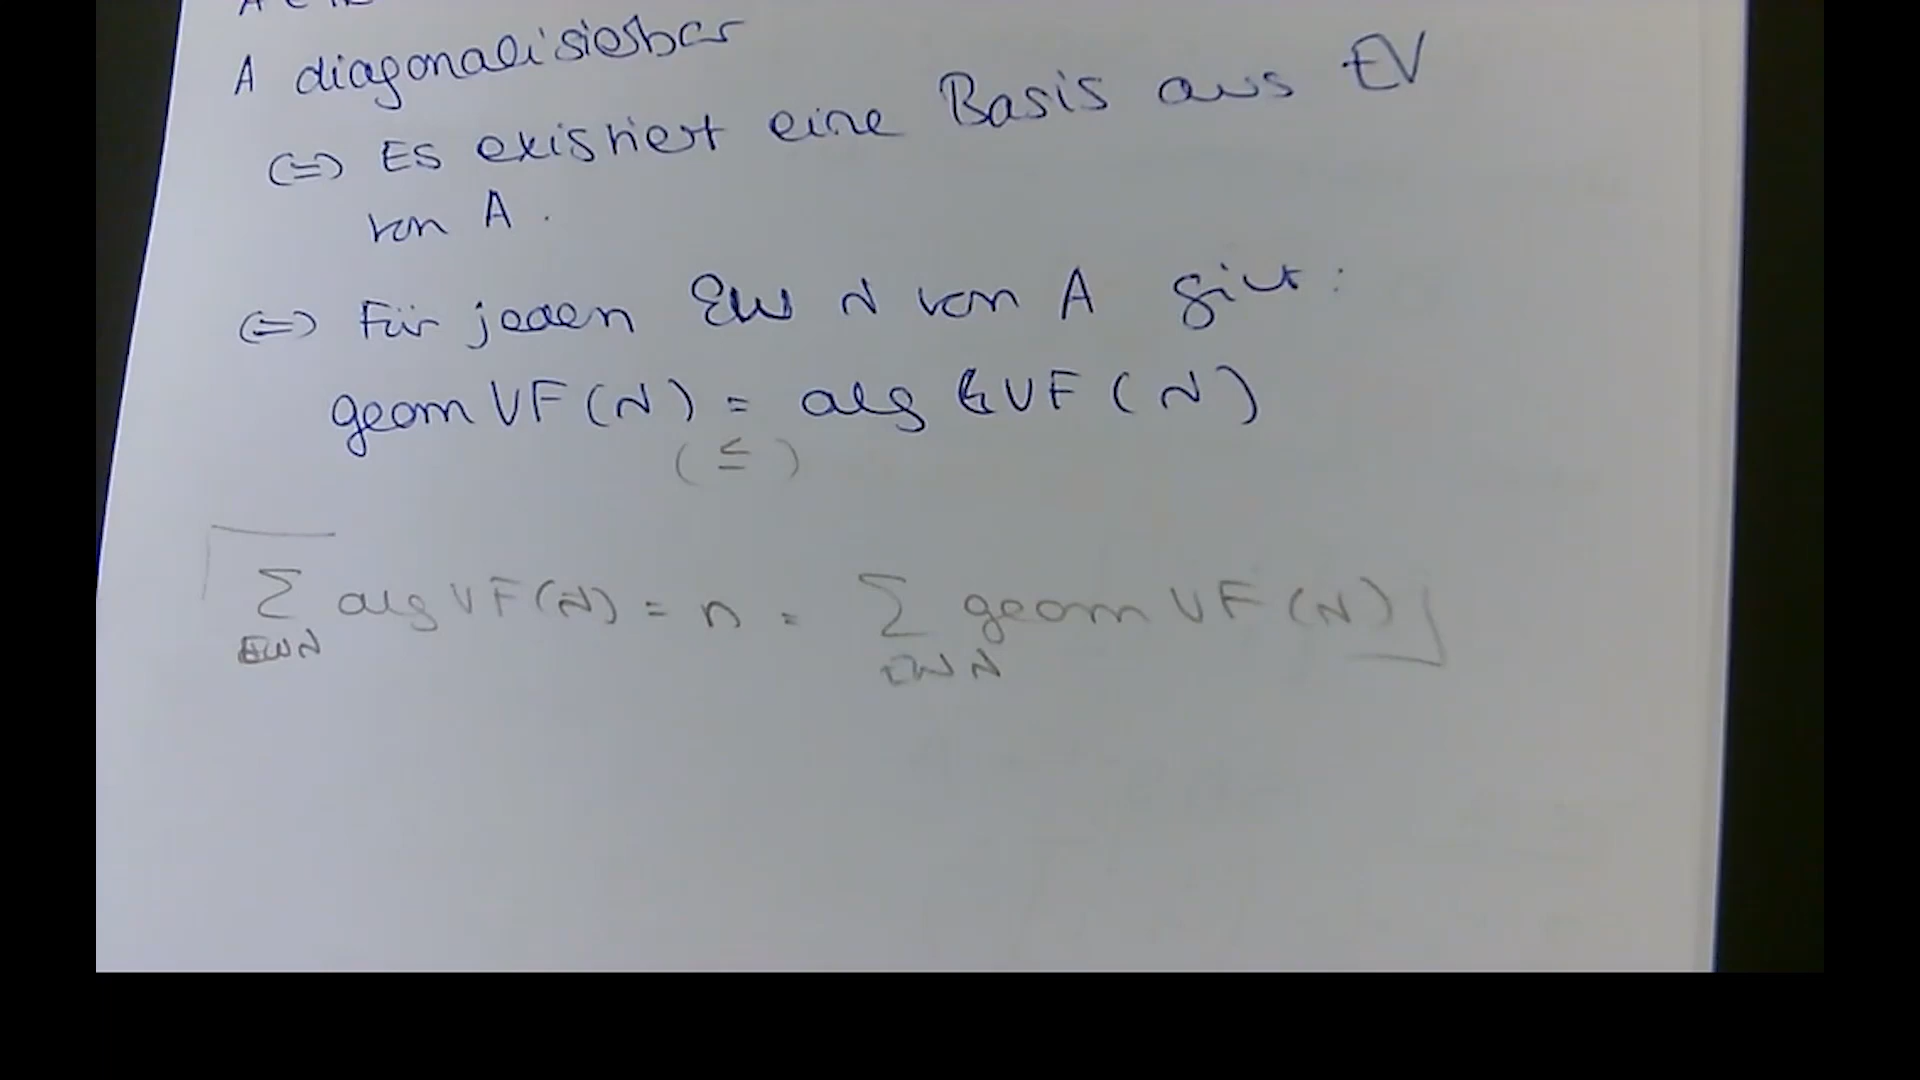 A diagonalisierbar
(=) Es existiert eine Basis aus EV
von A.
(=) Für jeden EW λ von A gilt:
geom VF(λ) = alg VF(λ)
(≤)
Σ alg VF(λ) = n = Σ geom VF(λ)
EW λ EW λ